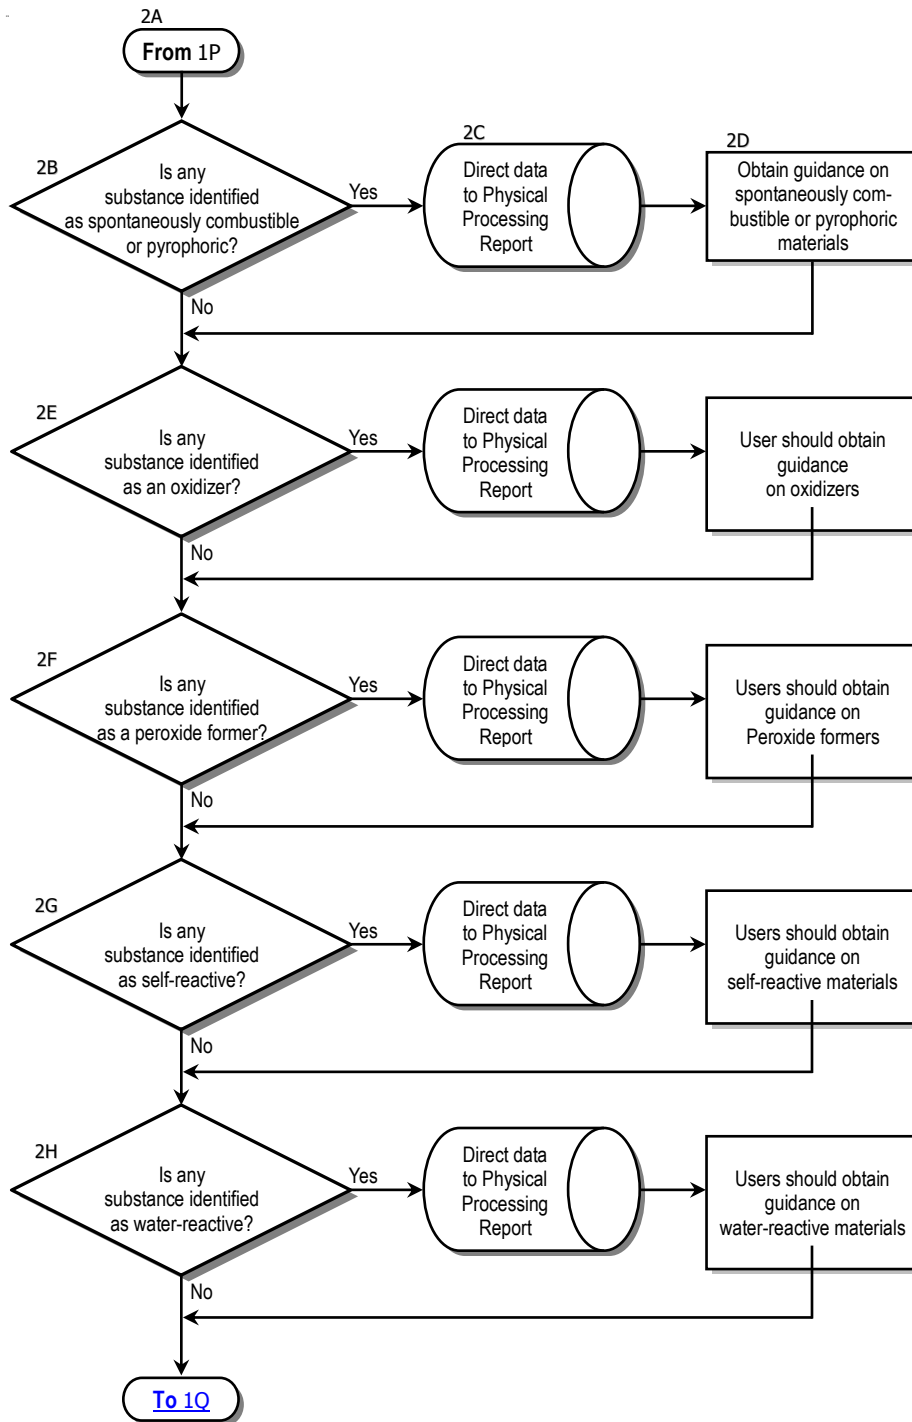 2A
From 1P
2B
Is any
substance identified
as spontaneously combustible
or pyrophoric?
Yes
2C
Direct data
to Physical
Processing
Report
2D
Obtain guidance on
spontaneously com-
bustible or pyrophoric
materials
No
2E
Is any
substance identified
as an oxidizer?
Yes
Direct data
to Physical
Processing
Report
User should obtain
guidance
on oxidizers
No
2F
Is any
substance identified
as a peroxide former?
Yes
Direct data
to Physical
Processing
Report
Users should obtain
guidance on
Peroxide formers
No
2G
Is any
substance identified
as self-reactive?
Yes
Direct data
to Physical
Processing
Report
Users should obtain
guidance on
self-reactive materials
No
2H
Is any
substance identified
as water-reactive?
Yes
Direct data
to Physical
Processing
Report
Users should obtain
guidance on
water-reactive materials
No
To 1Q